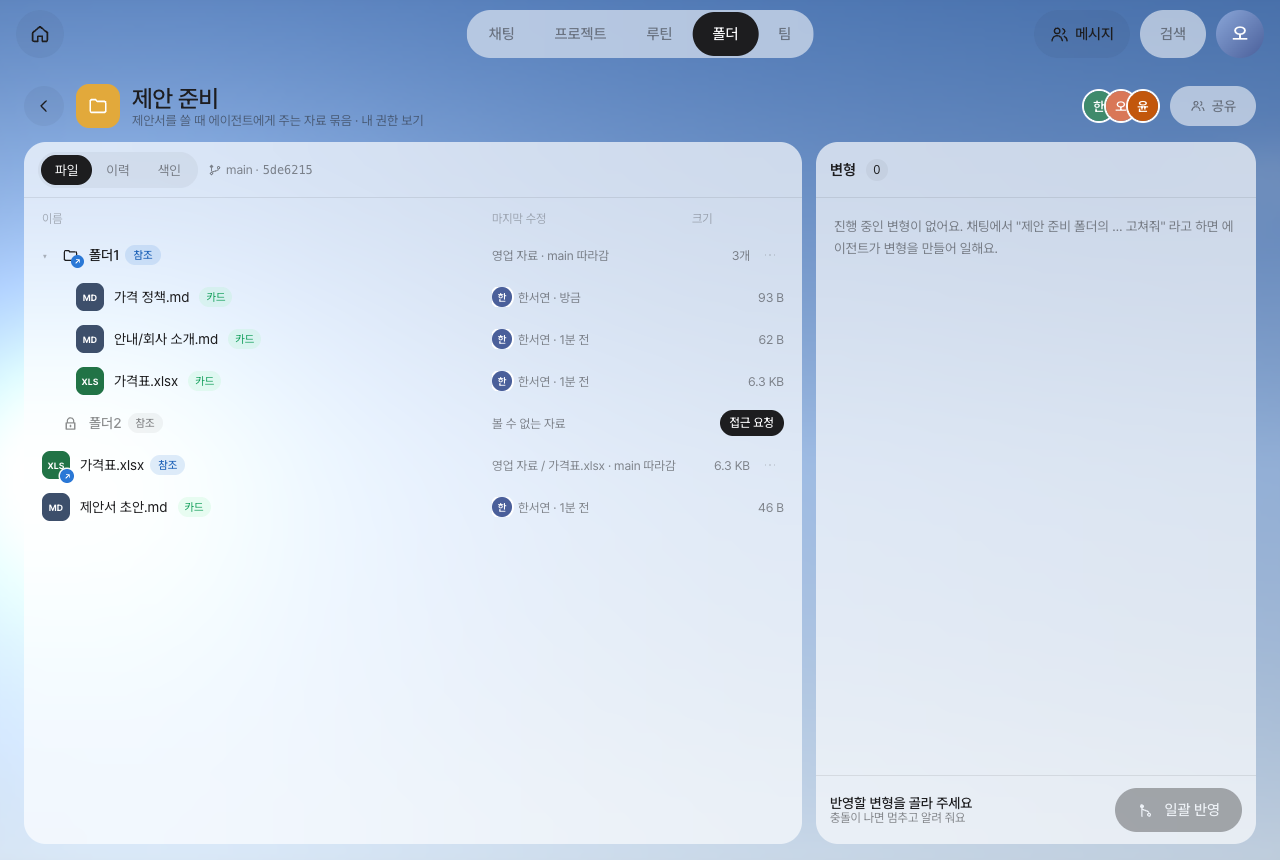 채팅 프로젝트 루틴 폴더 팀
메시지 검색 오
제안 준비
제안서를 쓸 때 에이전트에게 주는 자료 묶음 · 내 권한 보기
한 오 윤 공유
파일 이력 색인 main · 5de6215
이름 마지막 수정 크기
폴더1 참조 영업 자료 · main 따라감 3개 ···
MD 가격 정책.md 카드 한 한서연 · 방금 93 B
MD 안내/회사 소개.md 카드 한 한서연 · 1분 전 62 B
XLS 가격표.xlsx 카드 한 한서연 · 1분 전 6.3 KB
폴더2 참조 볼 수 없는 자료 접근 요청
XLS 가격표.xlsx 참조 영업 자료 / 가격표.xlsx · main 따라감 6.3 KB ···
MD 제안서 초안.md 카드 한 한서연 · 1분 전 46 B
변형 0
진행 중인 변형이 없어요. 채팅에서 "제안 준비 폴더의 … 고쳐줘" 라고 하면 에
이전트가 변형을 만들어 일해요.
반영할 변형을 골라 주세요
충돌이 나면 멈추고 알려 줘요
일괄 반영